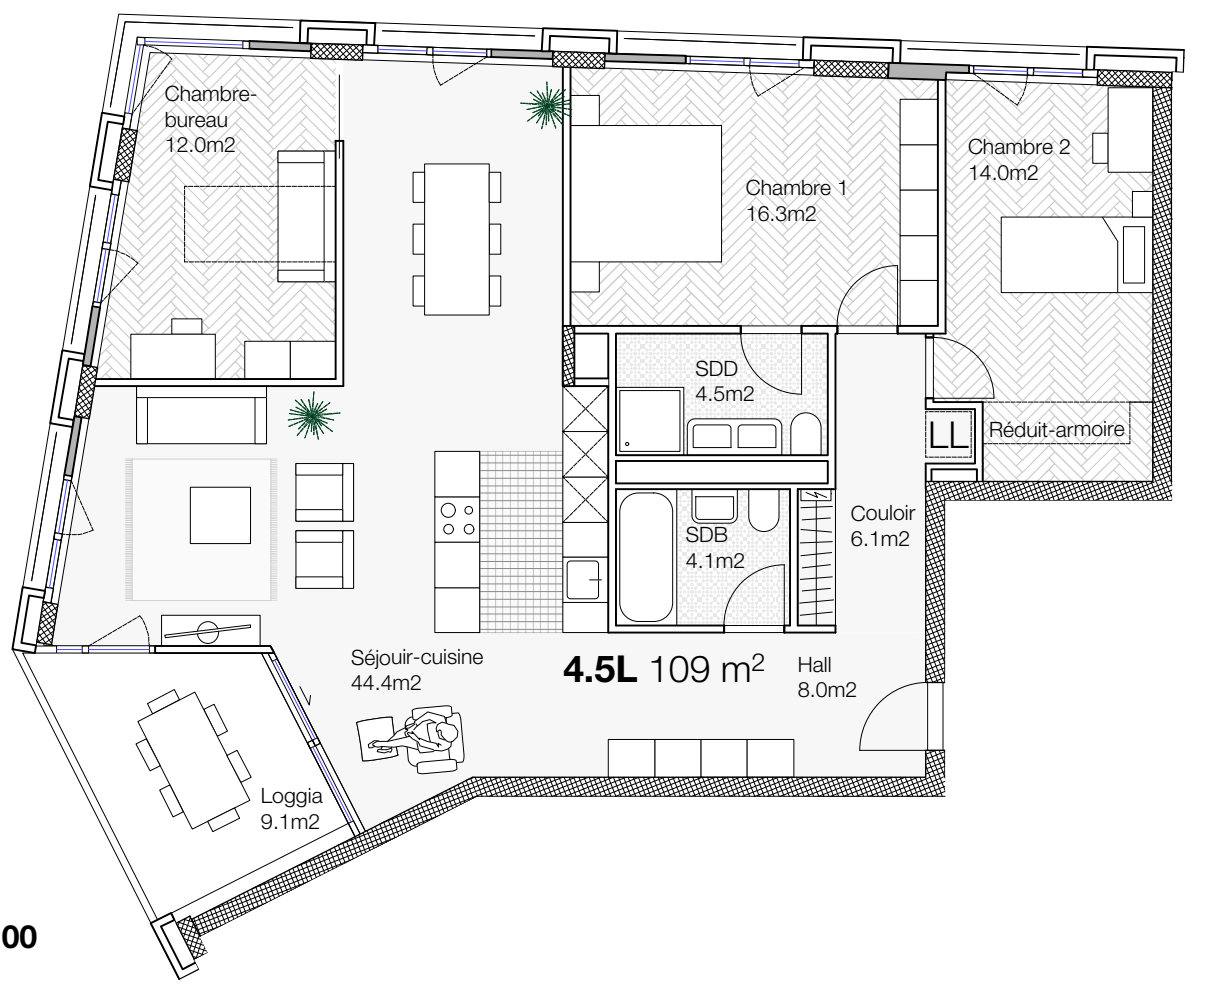 Chambre-
bureau
12.0m2
Chambre 1
16.3m2
Chambre 2
14.0m2
SDD
4.5m2
LL
Réduit-armoire
SDB
4.1m2
Couloir
6.1m2
Séjouir-cuisine
44.4m2
4.5L 109 m²
Hall
8.0m2
Loggia
9.1m2
00